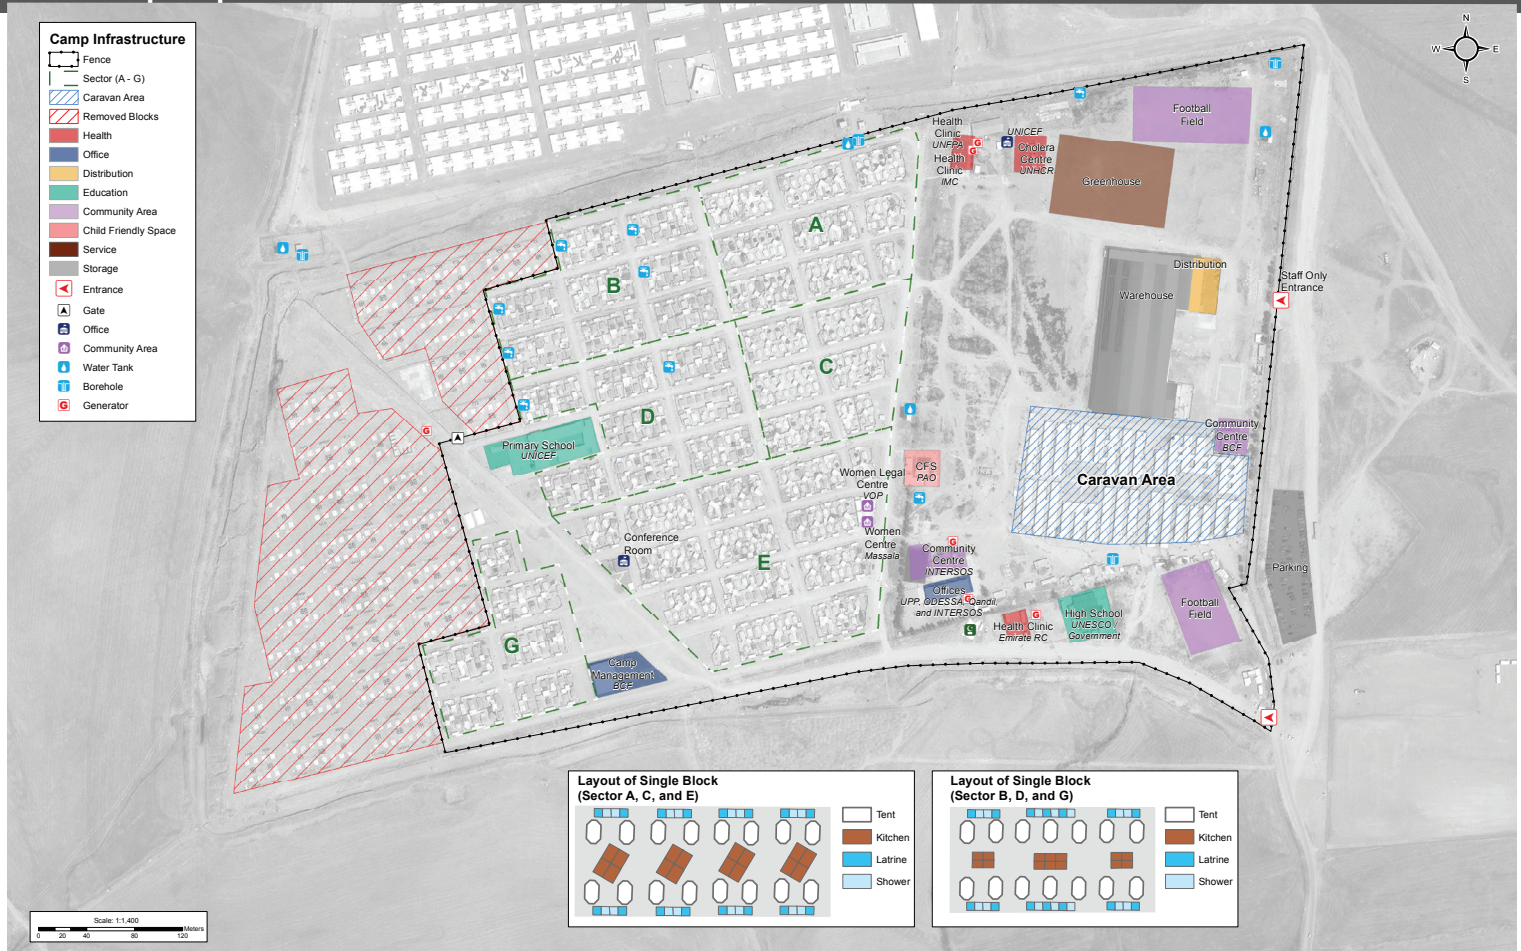 Camp Infrastructure
Fence
Sector (A - G)
Caravan Area
Removed Blocks
Health
Office
Distribution
Education
Community Area
Child Friendly Space
Service
Storage
Entrance
Gate
Office
Community Area
Water Tank
Borehole
G Generator
N
W E
S
Football
Field
Health
Clinic
UNFPA
Health
Clinic
IMC
G
G
UNICEF
Cholera
Centre
UNHCR
Greenhouse
A
B
Distribution
Warehouse
Staff Only
Entrance
C
D
G
Primary School
UNICEF
Community
Centre
BCF
Caravan Area
CFS
PAO
Women Legal
Centre
VOP
Women
Centre
Massala
Conference
Room
E
G
Community
Centre
INTERSOS
Offices
G
UPP, ODESSA, Qandil,
and INTERSOS
Health Clinic
Emirate RC
G
High School
UNESCO /
Government
Football
Field
Parking
G
Camp
Management
BCF
Layout of Single Block
(Sector A, C, and E)
Tent
Kitchen
Latrine
Shower
Layout of Single Block
(Sector B, D, and G)
Tent
Kitchen
Latrine
Shower
Scale: 1:1,400
Meters
0 20 40 80 120